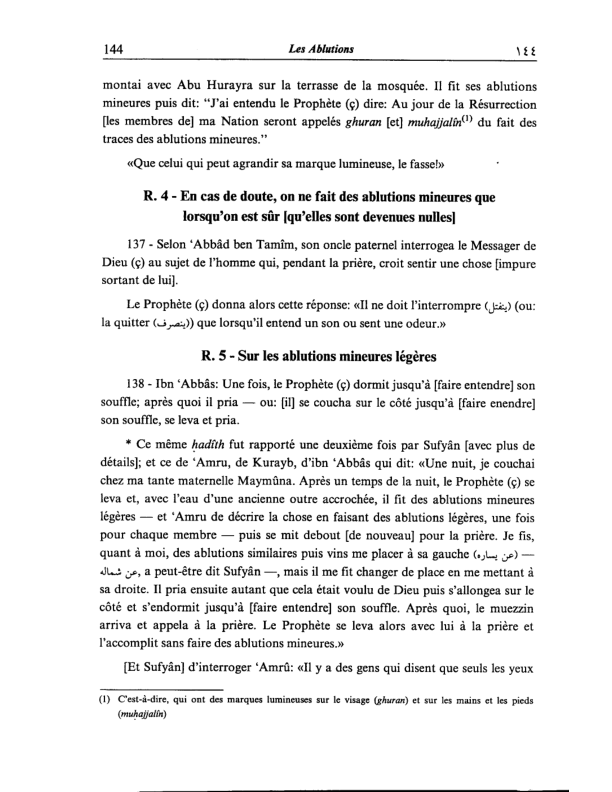 144 Les Ablutions ١٤٤
montai avec Abu Hurayra sur la terrasse de la mosquée. Il fit ses ablutions
mineures puis dit: “J’ai entendu le Prophète (ç) dire: Au jour de la Résurrection
[les membres de] ma Nation seront appelés ghuran [et] muhajjalîn(1) du fait des
traces des ablutions mineures.”
«Que celui qui peut agrandir sa marque lumineuse, le fasse!»
R. 4 - En cas de doute, on ne fait des ablutions mineures que
lorsqu’on est sûr [qu’elles sont devenues nulles]
137 - Selon ‘Abbâd ben Tamîm, son oncle paternel interrogea le Messager de
Dieu (ç) au sujet de l’homme qui, pendant la prière, croit sentir une chose [impure
sortant de lui].
Le Prophète (ç) donna alors cette réponse: «Il ne doit l’interrompre (ينفتل) (ou:
la quitter (ينصرف)) que lorsqu’il entend un son ou sent une odeur.»
R. 5 - Sur les ablutions mineures légères
138 - Ibn ‘Abbâs: Une fois, le Prophète (ç) dormit jusqu’à [faire entendre] son
souffle; après quoi il pria — ou: [il] se coucha sur le côté jusqu’à [faire enendre]
son souffle, se leva et pria.
* Ce même ḥadîth fut rapporté une deuxième fois par Sufyân [avec plus de
détails]; et ce de ‘Amru, de Kurayb, d’ibn ‘Abbâs qui dit: «Une nuit, je couchai
chez ma tante maternelle Maymûna. Après un temps de la nuit, le Prophète (ç) se
leva et, avec l’eau d’une ancienne outre accrochée, il fit des ablutions mineures
légères — et ‘Amru de décrire la chose en faisant des ablutions légères, une fois
pour chaque membre — puis se mit debout [de nouveau] pour la prière. Je fis,
quant à moi, des ablutions similaires puis vins me placer à sa gauche (عن يساره) —
عن شماله, a peut-être dit Sufyân —, mais il me fit changer de place en me mettant à
sa droite. Il pria ensuite autant que cela était voulu de Dieu puis s’allongea sur le
côté et s’endormit jusqu’à [faire entendre] son souffle. Après quoi, le muezzin
arriva et appela à la prière. Le Prophète se leva alors avec lui à la prière et
l’accomplit sans faire des ablutions mineures.»
[Et Sufyân] d’interroger ‘Amrû: «Il y a des gens qui disent que seuls les yeux
(1) C’est-à-dire, qui ont des marques lumineuses sur le visage (ghuran) et sur les mains et les pieds
(muḥajjalîn)